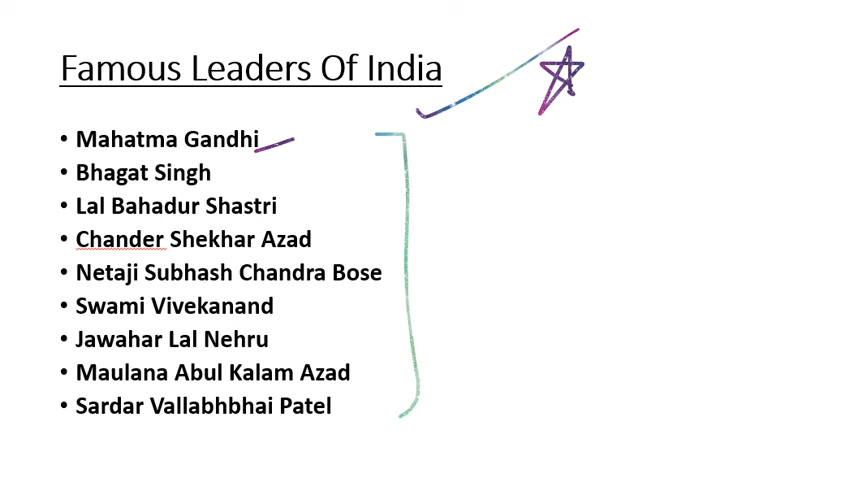 Famous Leaders Of India
• Mahatma Gandhi
• Bhagat Singh
• Lal Bahadur Shastri
• Chander Shekhar Azad
• Netaji Subhash Chandra Bose
• Swami Vivekanand
• Jawahar Lal Nehru
• Maulana Abul Kalam Azad
• Sardar Vallabhbhai Patel